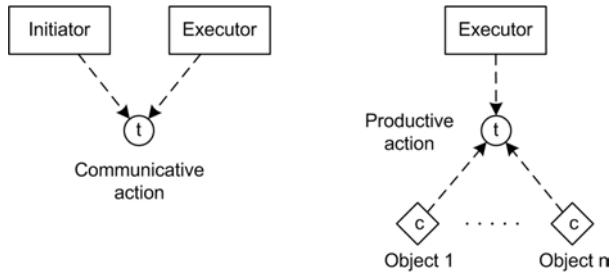 Initiator
Executor
t
Communicative
action
Executor
Productive
action
t
c
c
Object 1
Object n